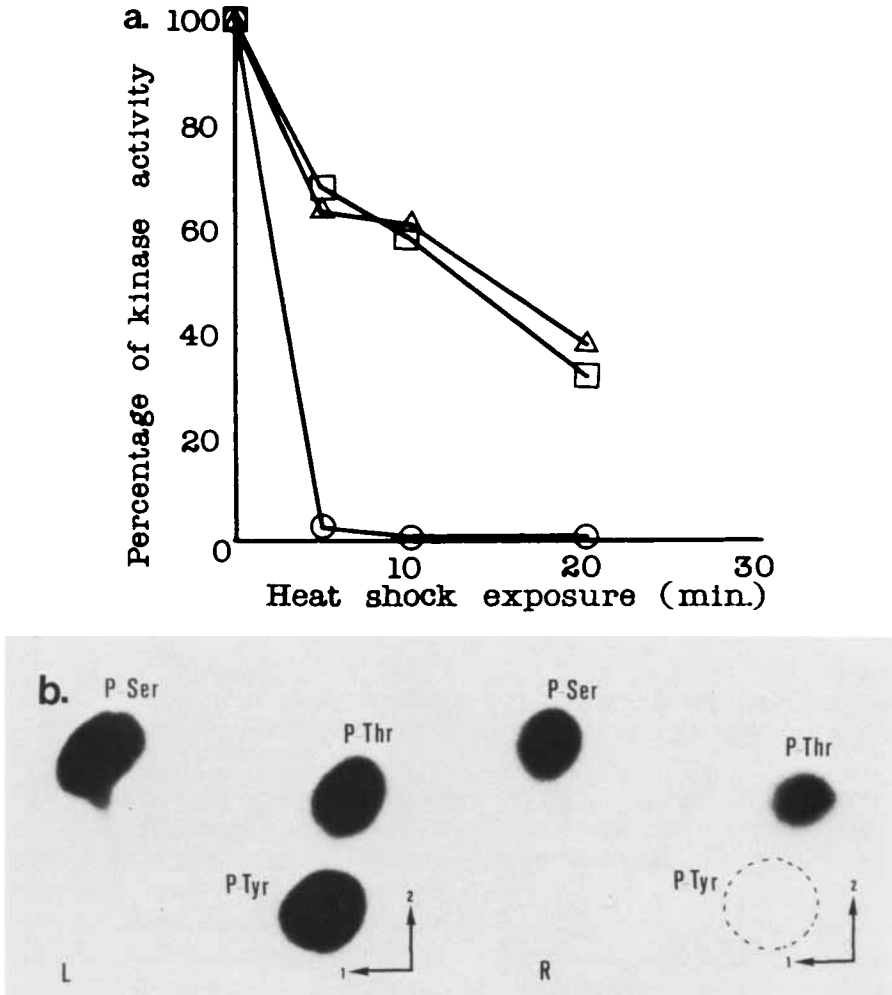 a.
Percentage of kinase activity
100
80
60
40
20
0
10
20
30
Heat shock exposure (min.)
b.
P-Ser
P-Thr
P-Tyr
2
1
L
P-Ser
P-Thr
P-Tyr
2
1
R